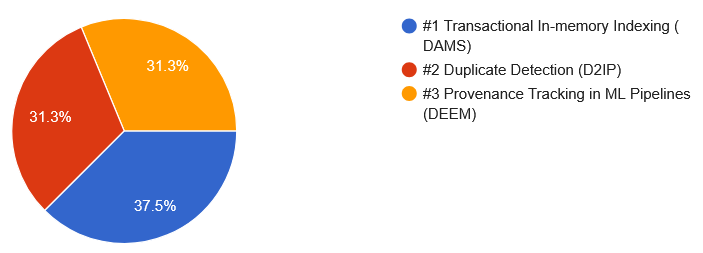 31.3%
31.3%
37.5%
#1 Transactional In-memory Indexing (
DAMS)
#2 Duplicate Detection (D2IP)
#3 Provenance Tracking in ML Pipelines
(DEEM)